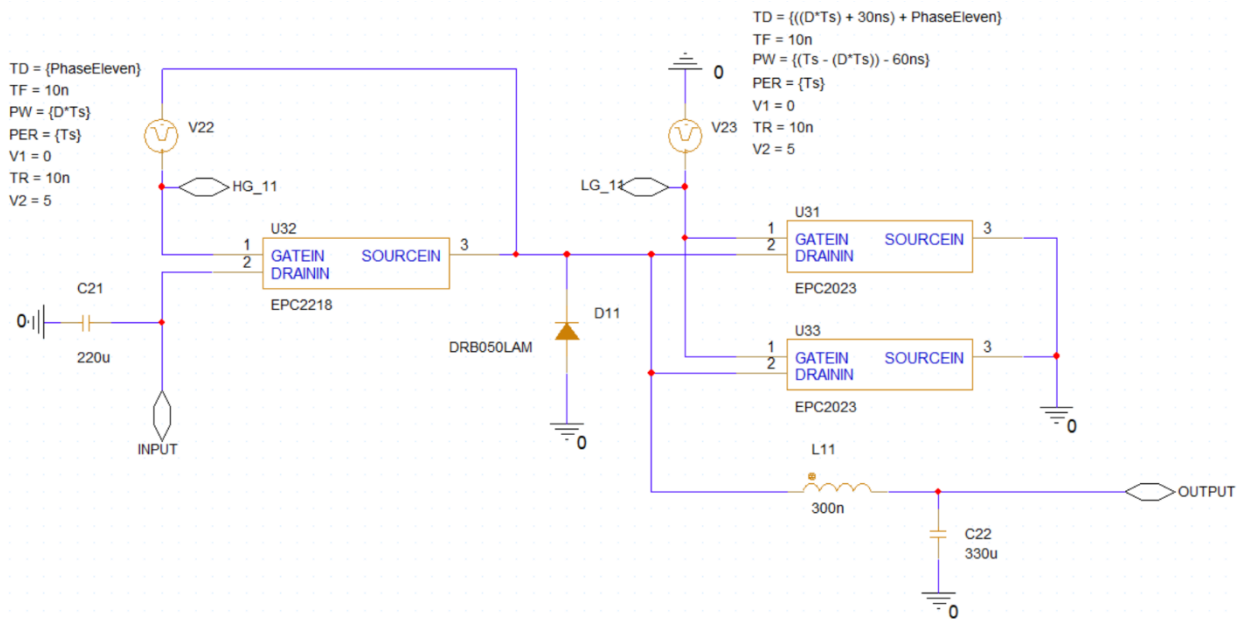 TD = {PhaseEleven}
TF = 10n
PW = {D*Ts}
PER = {Ts}
V1 = 0
TR = 10n
V2 = 5
V22
HG_11
U32
1
GATEIN
SOURCEIN
3
2
DRAININ
EPC2218
C21
0
220u
INPUT
D11
DRB050LAM
0
TD = {((D*Ts) + 30ns) + PhaseEleven}
TF = 10n
PW = {(Ts - (D*Ts)) - 60ns}
PER = {Ts}
V1 = 0
TR = 10n
V2 = 5
0
V23
LG_11
U31
1
GATEIN
SOURCEIN
3
2
DRAININ
EPC2023
U33
1
GATEIN
SOURCEIN
3
2
DRAININ
EPC2023
0
L11
300n
OUTPUT
C22
330u
0